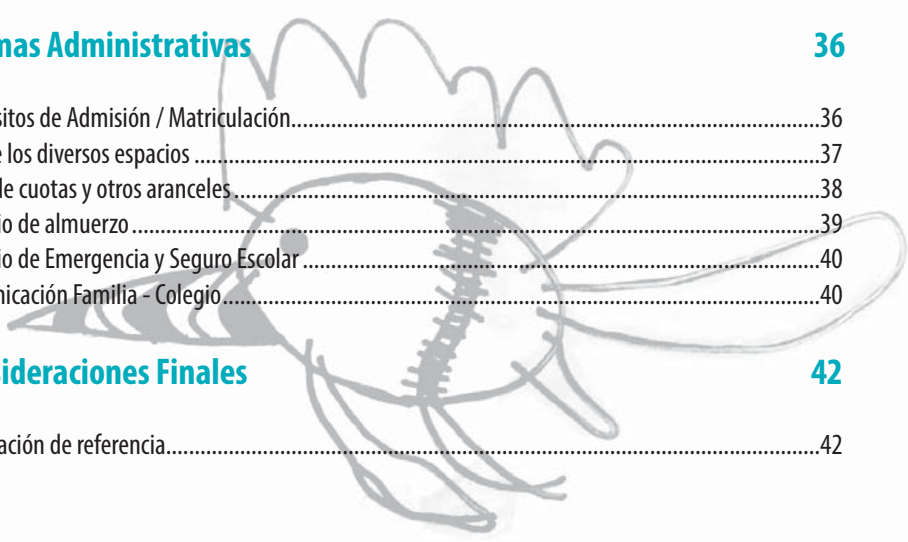 mas Administrativas 36
sitos de Admisión / Matriculación....................36
e los diversos espacios....................37
de cuotas y otros aranceles....................38
io de almuerzo....................39
io de Emergencia y Seguro Escolar....................40
nicación Familia - Colegio....................40
sideraciones Finales 42
ación de referencia....................42